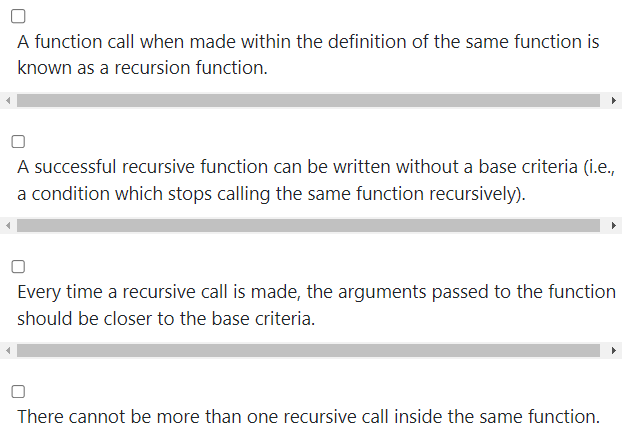 A function call when made within the definition of the same function is
known as a recursion function.
A successful recursive function can be written without a base criteria (i.e.,
a condition which stops calling the same function recursively).
Every time a recursive call is made, the arguments passed to the function
should be closer to the base criteria.
There cannot be more than one recursive call inside the same function.